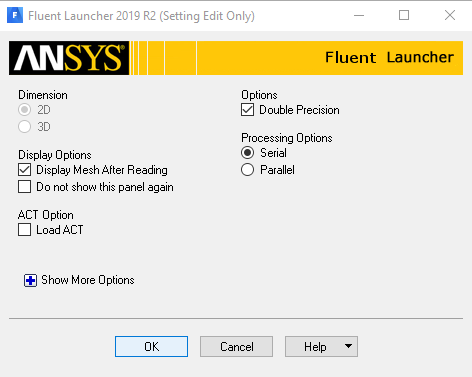 Fluent Launcher 2019 R2 (Setting Edit Only)
ANSYS®
Fluent Launcher
Dimension
2D
3D
Display Options
Display Mesh After Reading
Do not show this panel again
ACT Option
Load ACT
Options
Double Precision
Processing Options
Serial
Parallel
Show More Options
OK
Cancel
Help